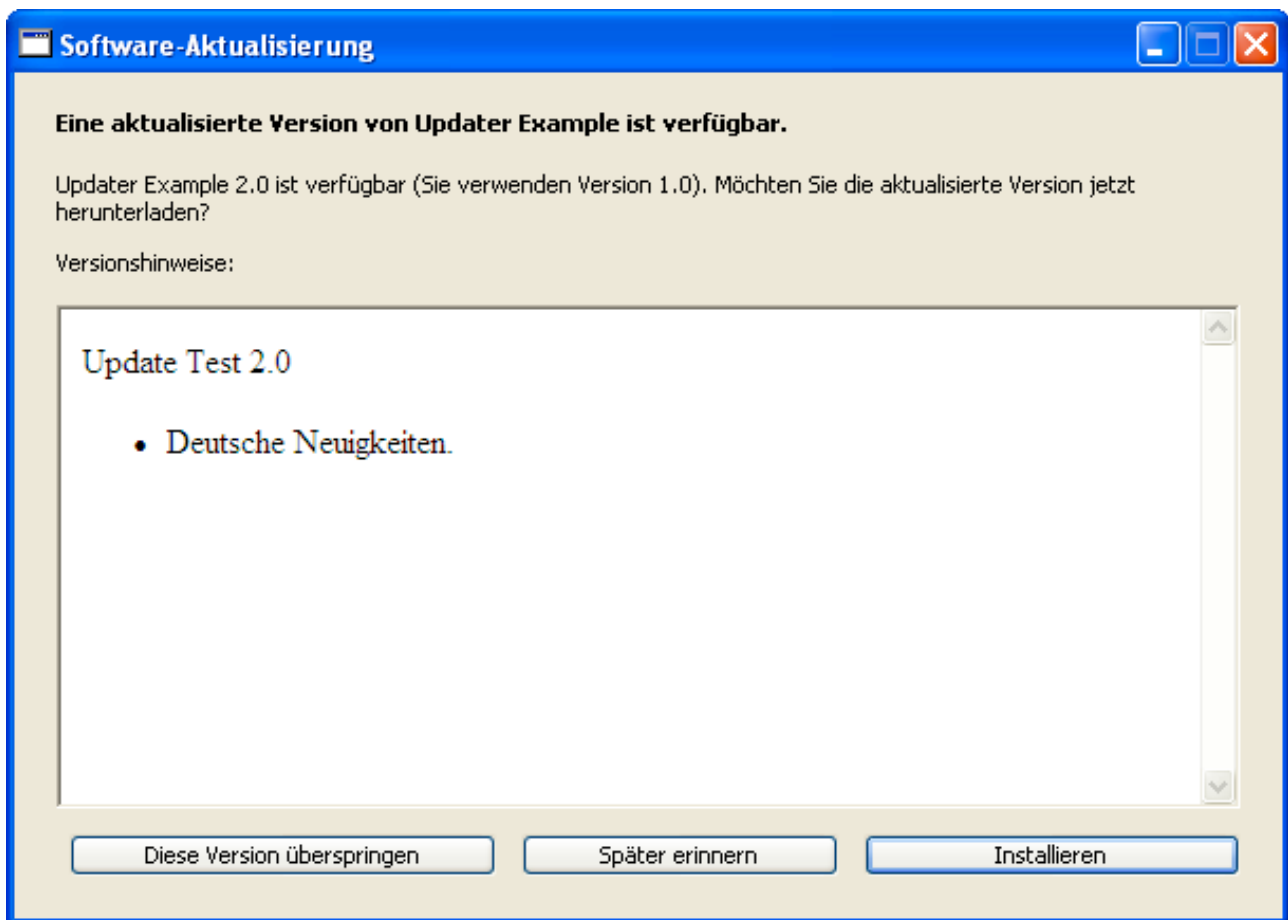 Software-Aktualisierung
Eine aktualisierte Version von Updater Example ist verfügbar.
Updater Example 2.0 ist verfügbar (Sie verwenden Version 1.0). Möchten Sie die aktualisierte Version jetzt
herunterladen?
Versionshinweise:
Update Test 2.0
• Deutsche Neuigkeiten.
Diese Version überspringen
Später erinnern
Installieren